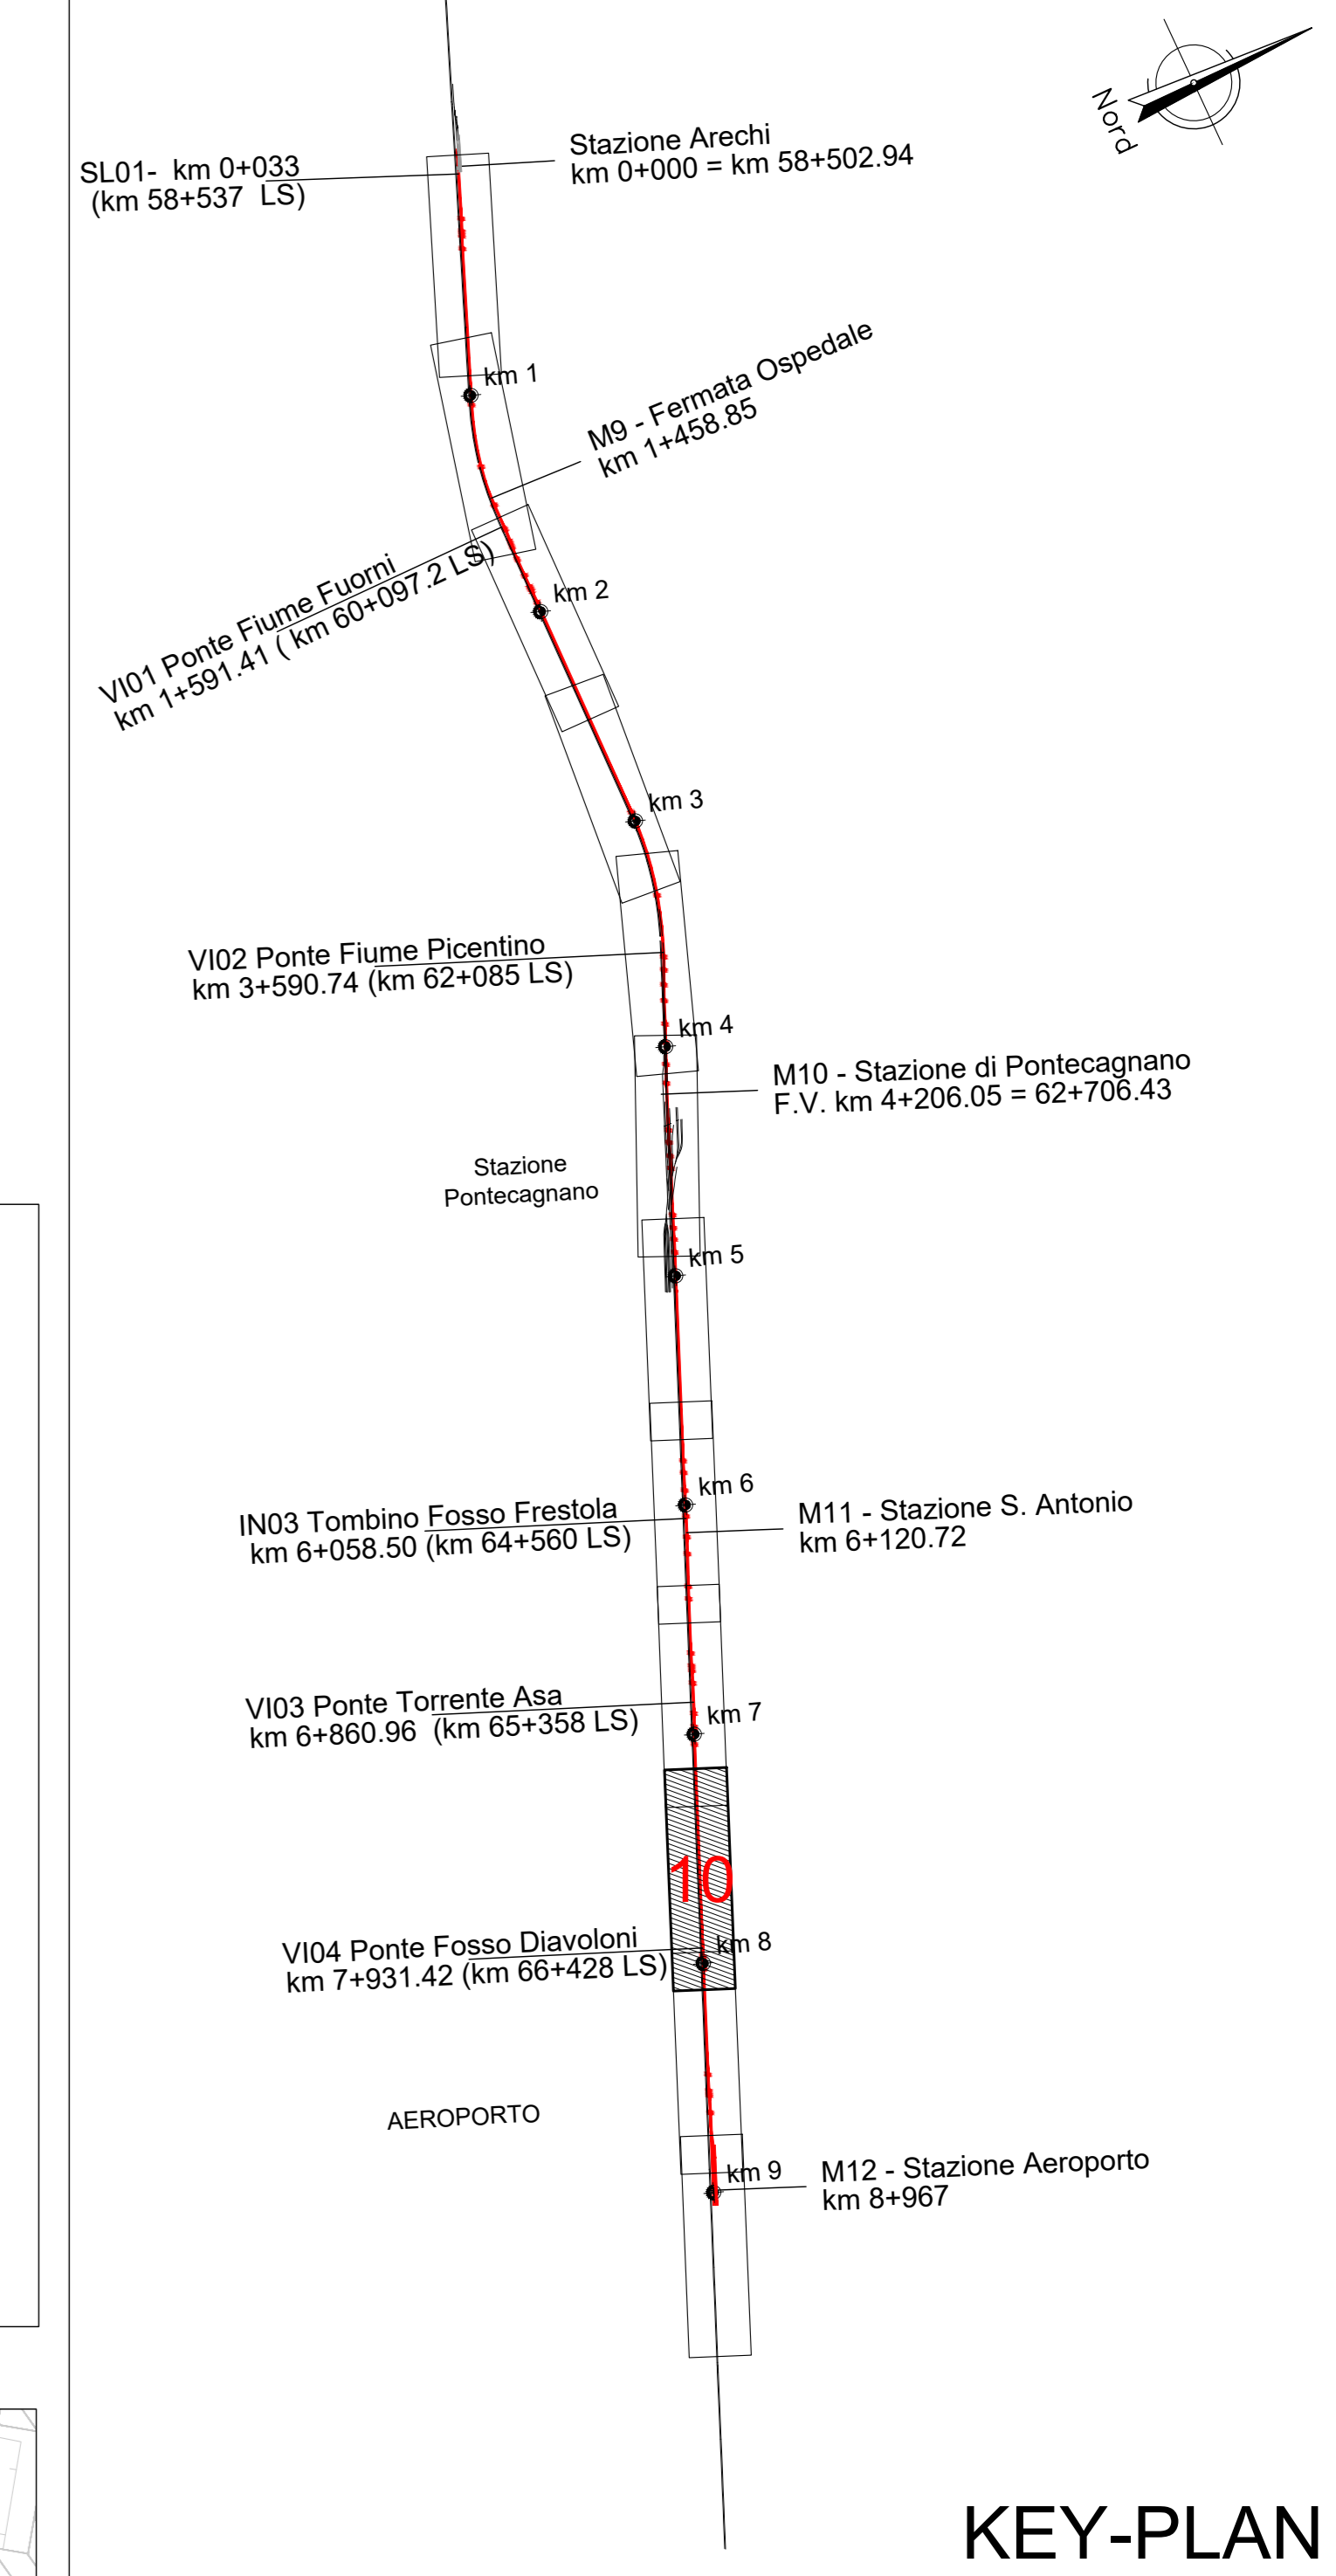 Nord
Stazione Arechi
km 0+000 = km 58+502.94
SL01-  km 0+033
(km 58+537  LS)
km 1
M9 - Fermata Ospedale
km 1+458.85
VI01 Ponte Fiume Fuorni
km 1+591.41 ( km 60+097.2 LS)
km 2
km 3
VI02 Ponte Fiume Picentino
km 3+590.74 (km 62+085 LS)
km 4
M10 - Stazione di Pontecagnano
F.V. km 4+206.05 = 62+706.43
Stazione
Pontecagnano
km 5
km 6
IN03 Tombino Fosso Frestola
km 6+058.50 (km 64+560 LS)
M11 - Stazione S. Antonio
km 6+120.72
VI03 Ponte Torrente Asa
km 6+860.96  (km 65+358 LS)
km 7
10
VI04 Ponte Fosso Diavoloni
km 7+931.42 (km 66+428 LS)
km 8
AEROPORTO
km 9
M12 - Stazione Aeroporto
km 8+967
KEY-PLAN